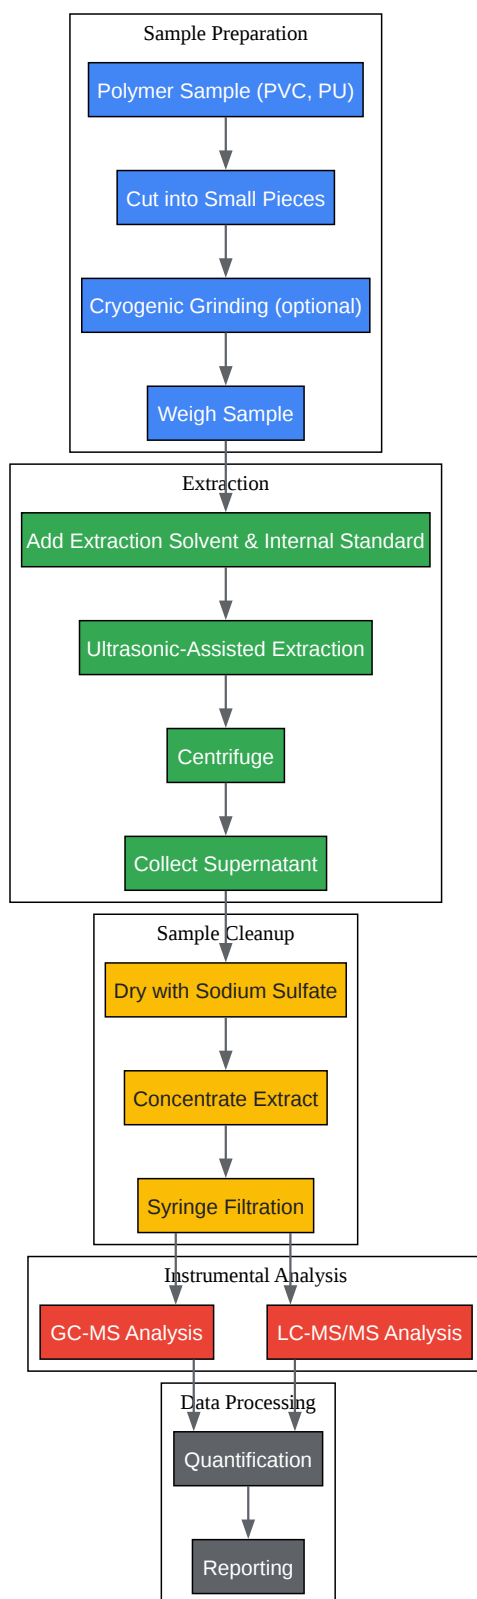 Sample Preparation
Polymer Sample (PVC, PU)
Cut into Small Pieces
Cryogenic Grinding (optional)
Weigh Sample
Extraction
Add Extraction Solvent & Internal Standard
Ultrasonic-Assisted Extraction
Centrifuge
Collect Supernatant
Sample Cleanup
Dry with Sodium Sulfate
Concentrate Extract
Syringe Filtration
Instrumental Analysis
GC-MS Analysis
LC-MS/MS Analysis
Data Processing
Quantification
Reporting